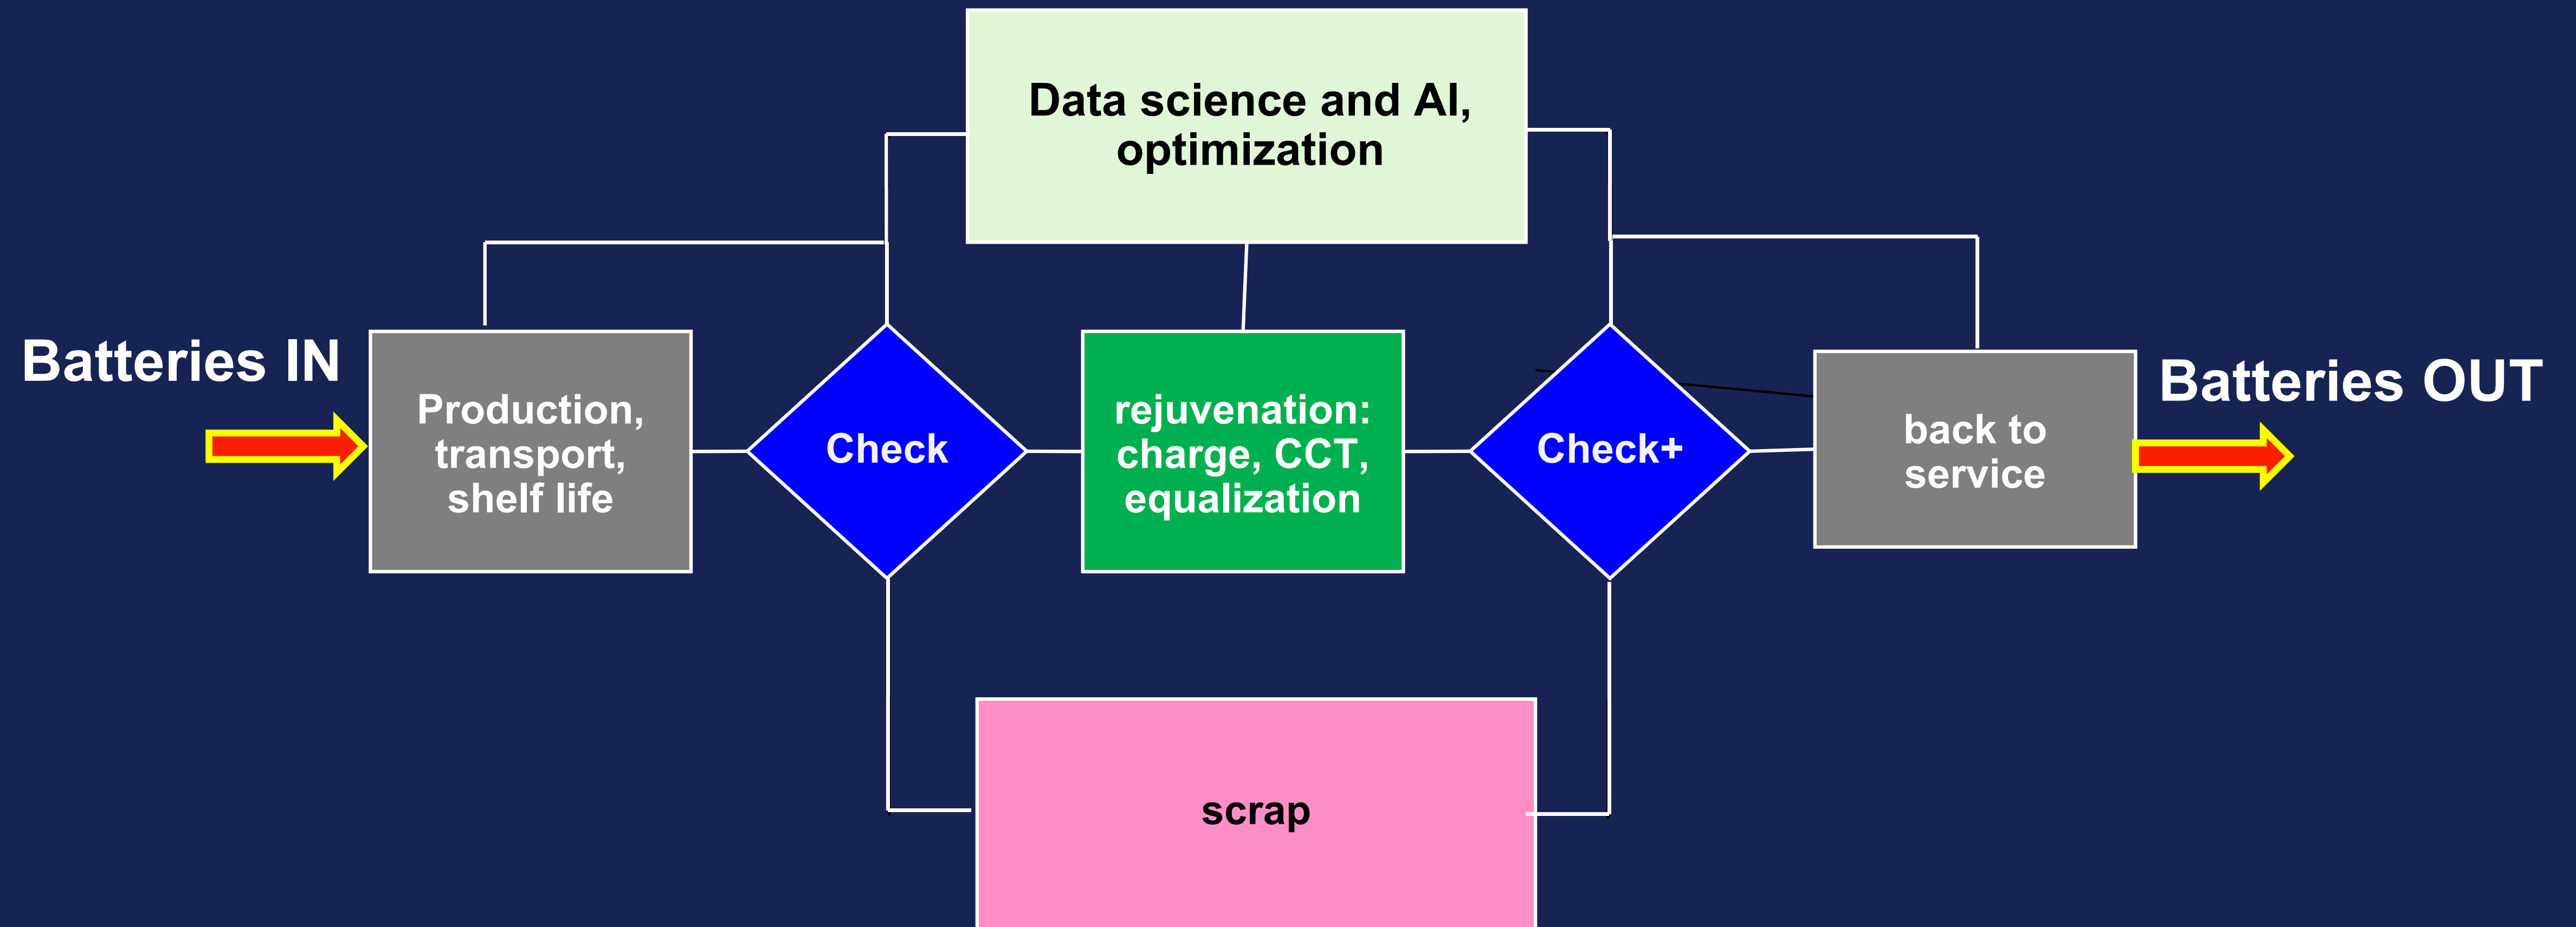 Data science and AI,
optimization
Batteries IN
Production,
transport,
shelf life
Check
rejuvenation:
charge, CCT,
equalization
Check+
back to
service
Batteries OUT
scrap